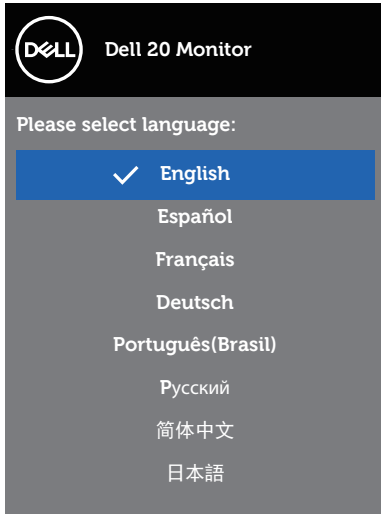 DELL
Dell 20 Monitor
Please select language:
English
Español
Français
Deutsch
Português(Brasil)
Русский
简体中文
日本語